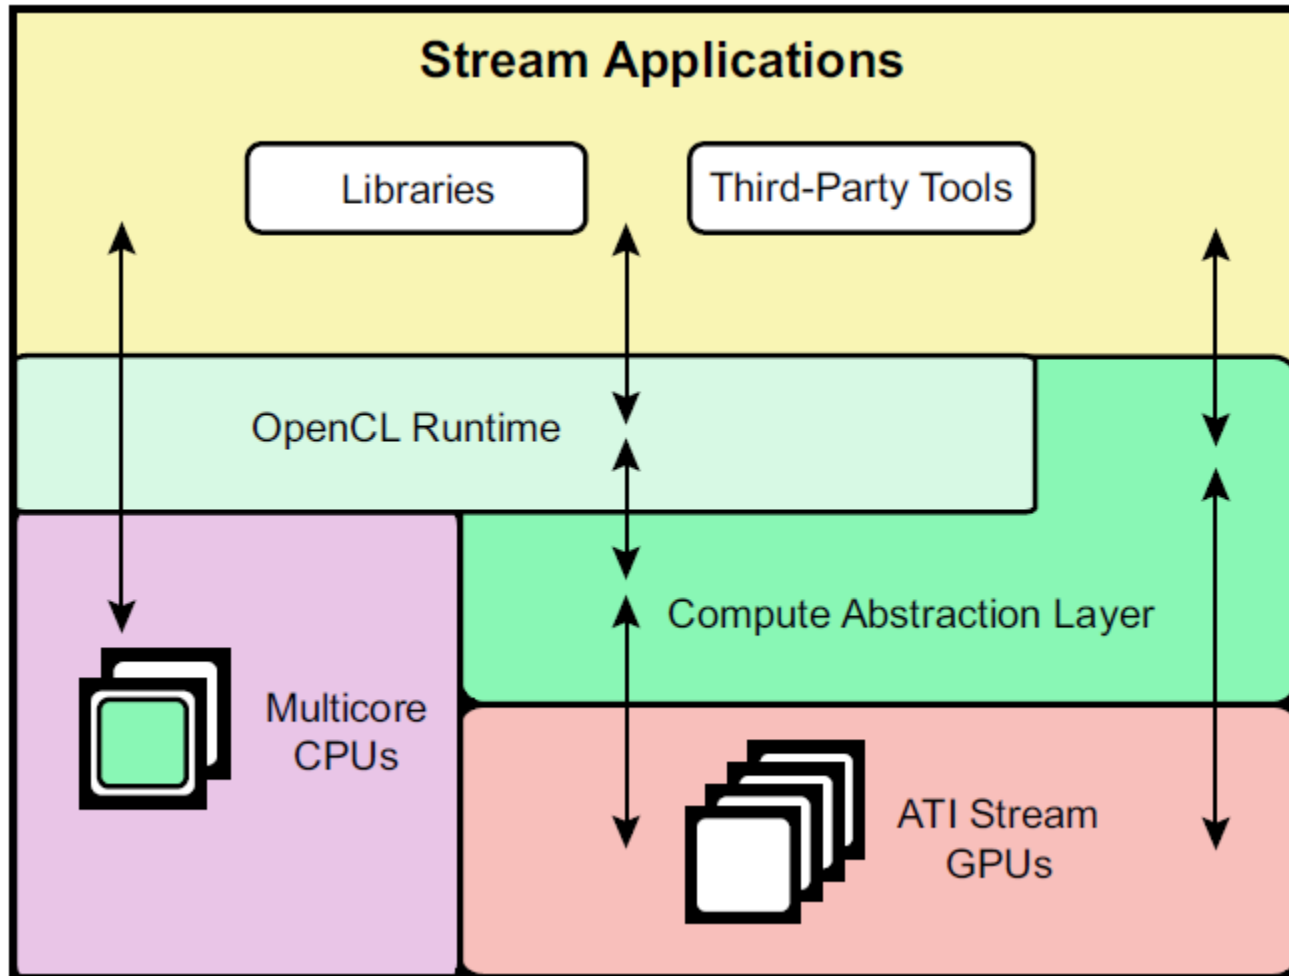 Stream Applications
Libraries
Third-Party Tools
OpenCL Runtime
Compute Abstraction Layer
Multicore
CPUs
ATI Stream
GPUs